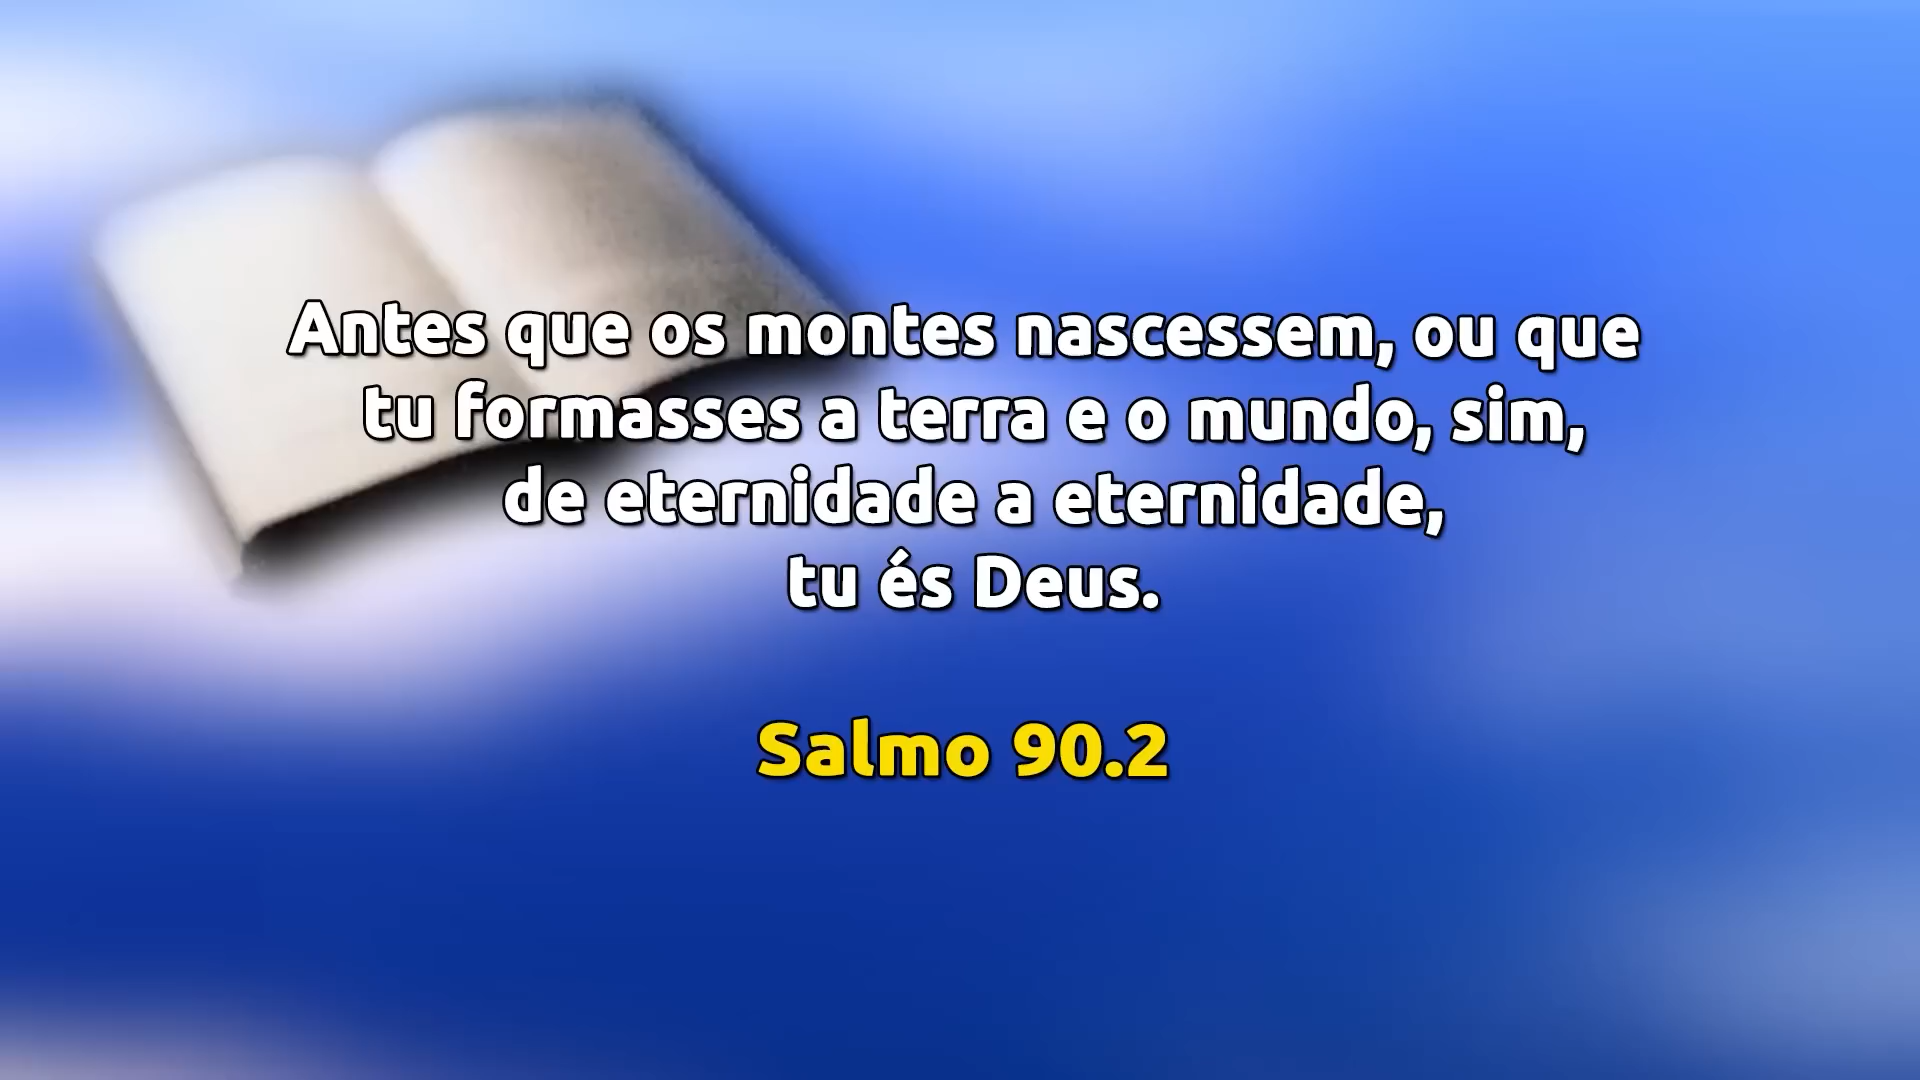 Antes que os montes nascessem, ou que
tu formasses a terra e o mundo, sim,
de eternidade a eternidade,
tu és Deus.
Salmo 90.2